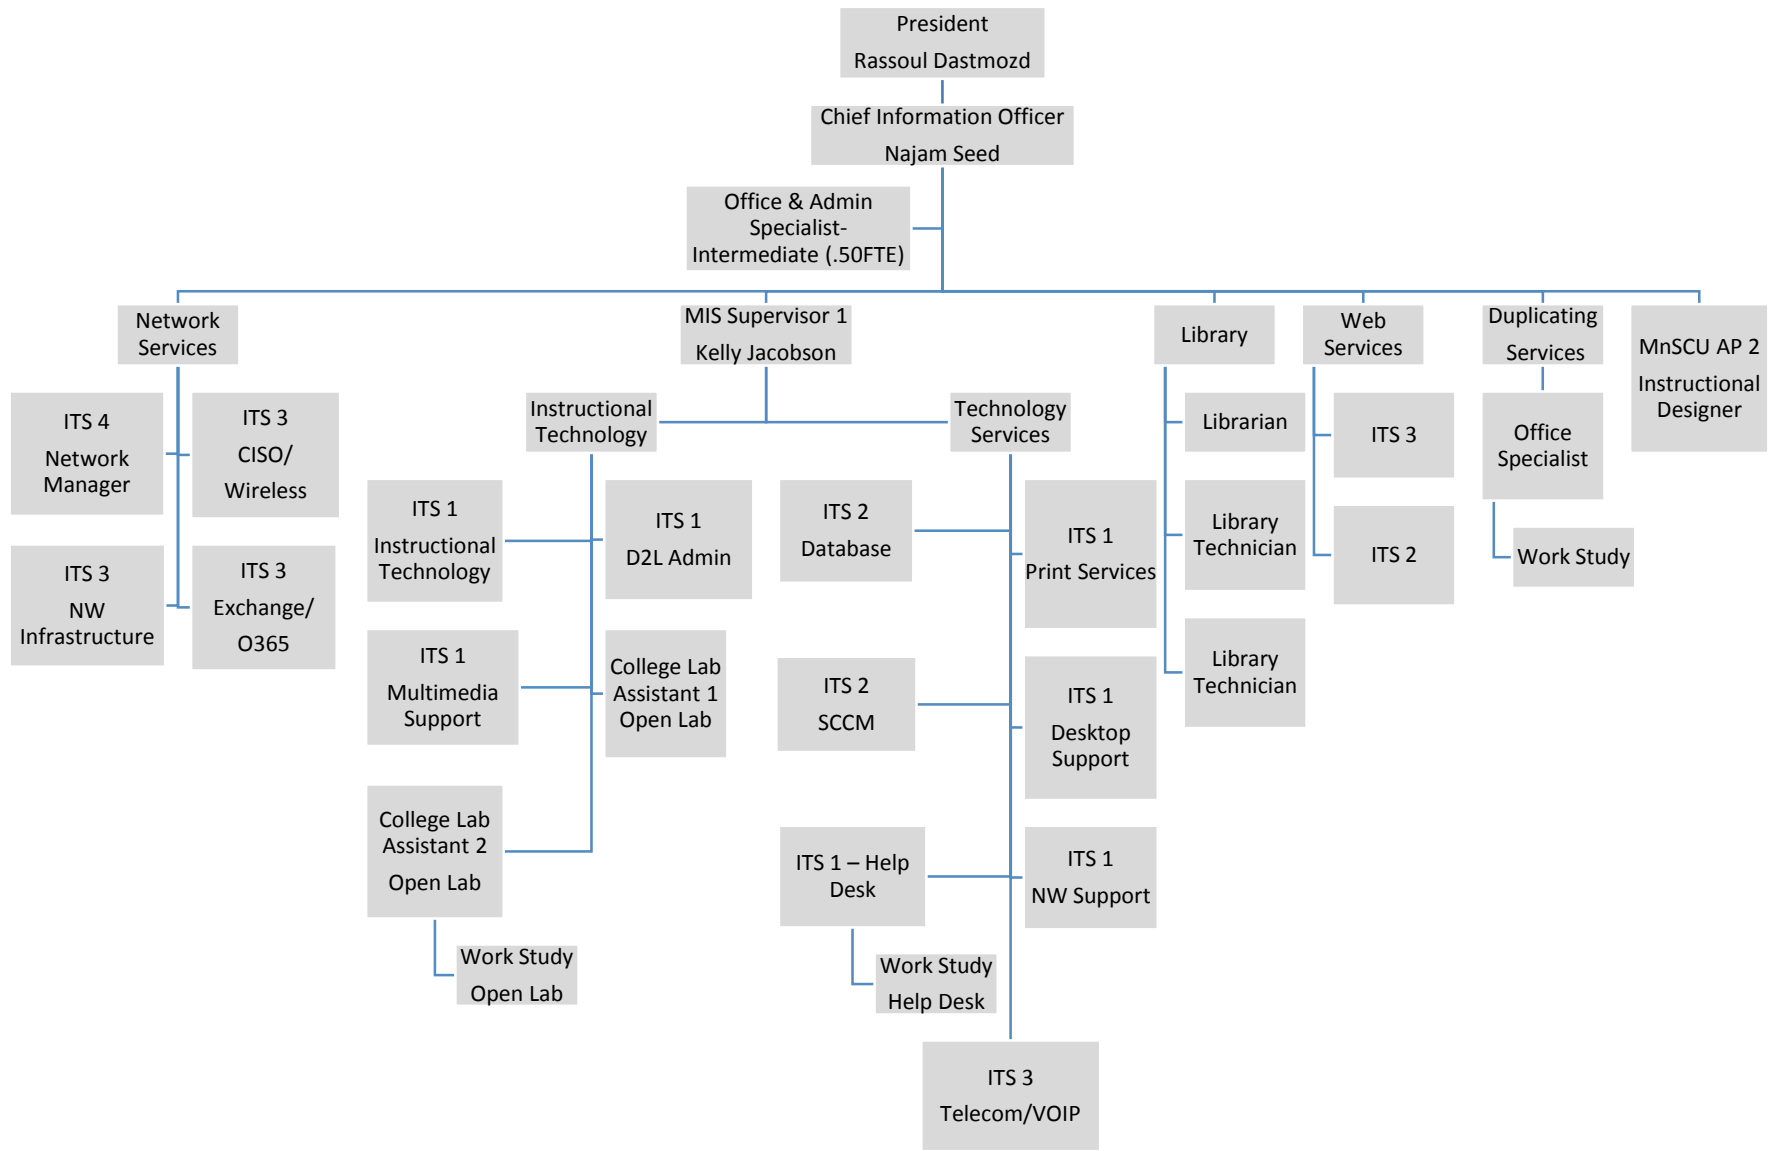 President
Rassoul Dastmozd
Chief Information Officer
Najam Seed
Office & Admin
Specialist-
Intermediate (.50FTE)
Network
Services
MIS Supervisor 1
Kelly Jacobson
Library
Web
Services
Duplicating
Services
MnSCU AP 2
Instructional
Designer
ITS 4
Network
Manager
ITS 3
CISO/
Wireless
ITS 3
NW
Infrastructure
ITS 3
Exchange/
O365
Instructional
Technology
Technology
Services
ITS 1
Instructional
Technology
ITS 1
D2L Admin
ITS 1
Multimedia
Support
College Lab
Assistant 1
Open Lab
College Lab
Assistant 2
Open Lab
Work Study
Open Lab
ITS 2
Database
ITS 1
Print Services
ITS 2
SCCM
ITS 1
Desktop
Support
ITS 1 – Help
Desk
ITS 1
NW Support
Work Study
Help Desk
ITS 3
Telecom/VOIP
Librarian
Library
Technician
Library
Technician
ITS 3
ITS 2
Office
Specialist
Work Study